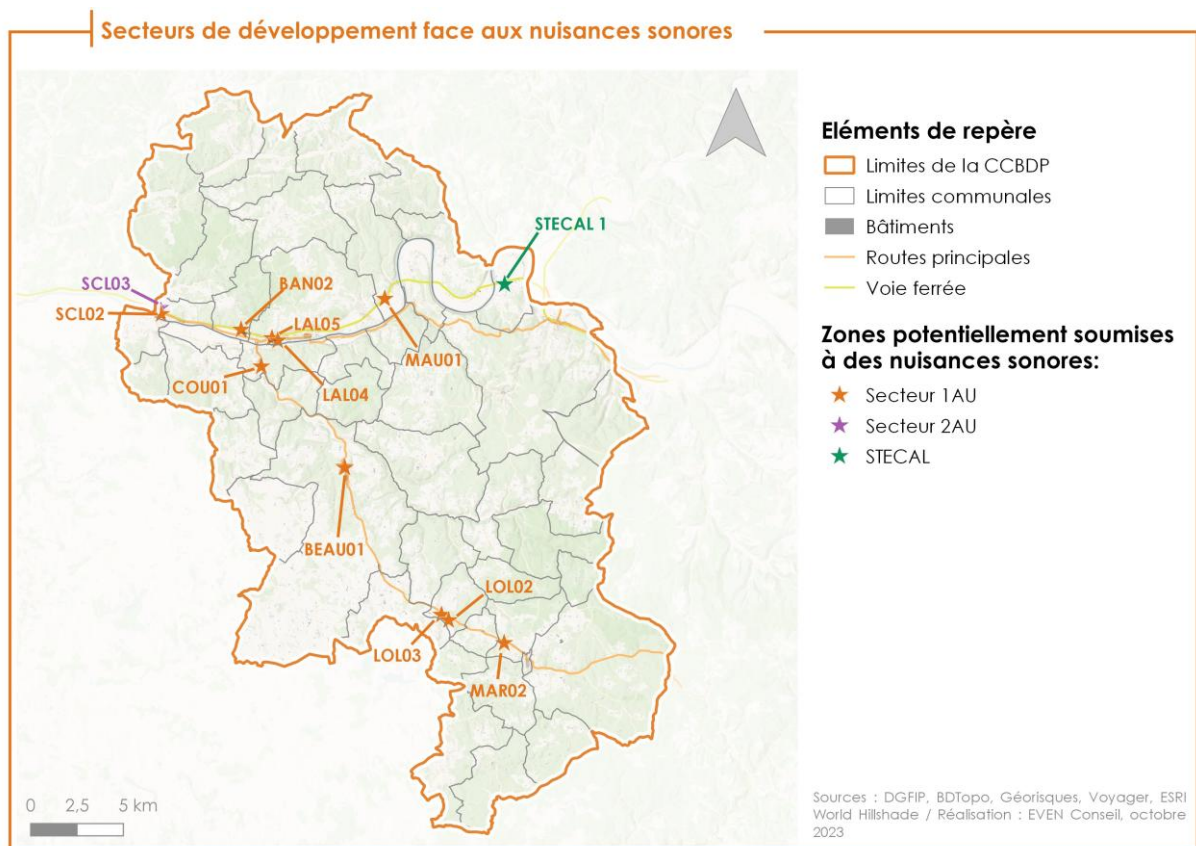 Secteurs de développement face aux nuisances sonores
STECAL 1
SCL03
BAN02
SCL02
LAL05
MAU01
COU01
LAL04
BEAU01
LOL02
LOL03
MAR02
0 2,5 5 km
Eléments de repère
Limites de la CCBDP
Limites communales
Bâtiments
Routes principales
Voie ferrée
Zones potentiellement soumises
à des nuisances sonores:
Secteur 1AU
Secteur 2AU
STECAL
Sources : DGFIP, BDTopo, Géorisques, Voyager, ESRI
World Hillshade / Réalisation : EVEN Conseil, octobre
2023